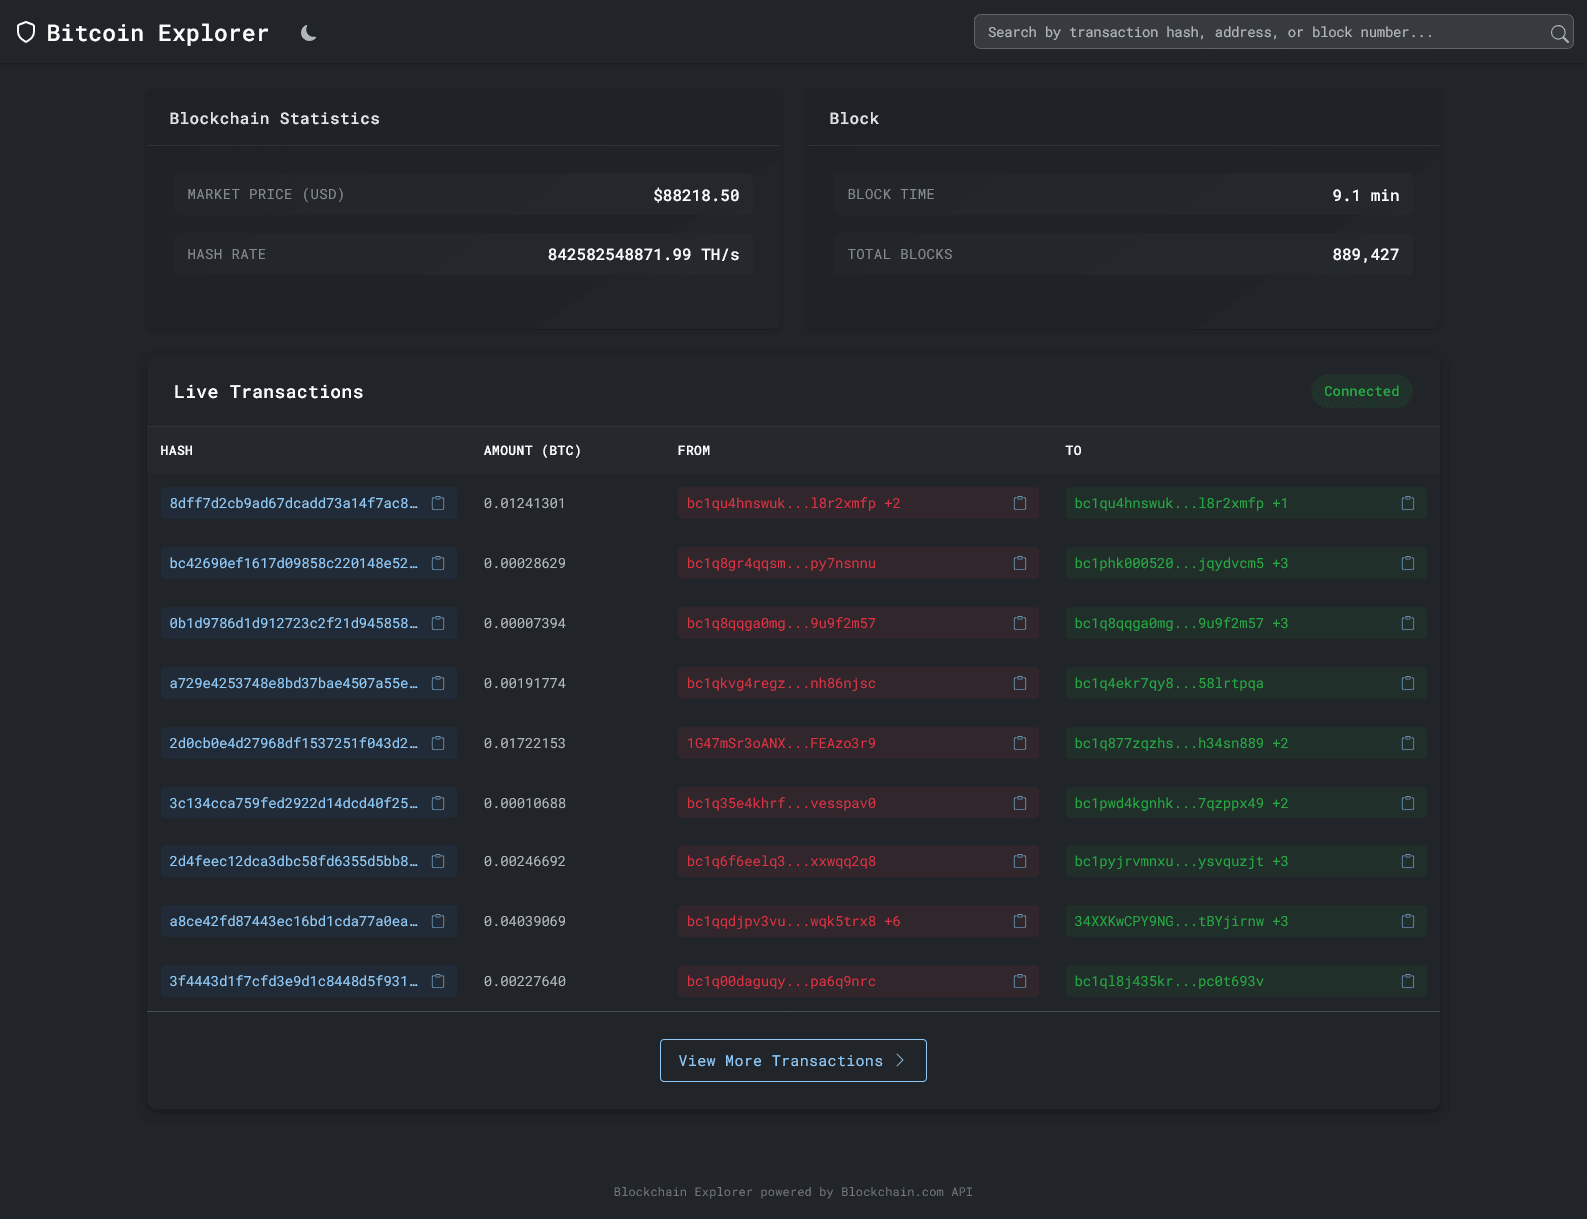 Bitcoin Explorer
Search by transaction hash, address, or block number...
Blockchain Statistics
MARKET PRICE (USD) $88218.50
HASH RATE 842582548871.99 TH/s
Block
BLOCK TIME 9.1 min
TOTAL BLOCKS 889,427
Live Transactions
Connected
HASH AMOUNT (BTC) FROM TO
8dff7d2cb9ad67dcadd73a14f7ac8… 0.01241301 bc1qu4hnswuk...l8r2xmfp +2 bc1qu4hnswuk...l8r2xmfp +1
bc42690ef1617d09858c220148e52… 0.00028629 bc1q8gr4qqsm...py7nsnnu bc1phk000520...jqydvcm5 +3
0b1d9786d1d912723c2f21d945858… 0.00007394 bc1q8qqga0mg...9u9f2m57 bc1q8qqga0mg...9u9f2m57 +3
a729e4253748e8bd37bae4507a55e… 0.00191774 bc1qkvg4regz...nh86njsc bc1q4ekr7qy8...58lrtpqa
2d0cb0e4d27968df1537251f043d2… 0.01722153 1G47mSr3oANX...FEAzo3r9 bc1q877zqzhs...h34sn889 +2
3c134cca759fed2922d14dcd40f25… 0.00010688 bc1q35e4khrf...vesspav0 bc1pwd4kgnhk...7qzppx49 +2
2d4feec12dca3dbc58fd6355d5bb8… 0.00246692 bc1q6f6eelq3...xxwqq2q8 bc1pyjrvmnxu...ysvquzjt +3
a8ce42fd87443ec16bd1cda77a0ea… 0.04039069 bc1qqdjpv3vu...wqk5trx8 +6 34XXKwCPY9NG...tBYjirnw +3
3f4443d1f7cfd3e9d1c8448d5f931… 0.00227640 bc1q00daguqy...pa6q9nrc bc1ql8j435kr...pc0t693v
View More Transactions
Blockchain Explorer powered by Blockchain.com API